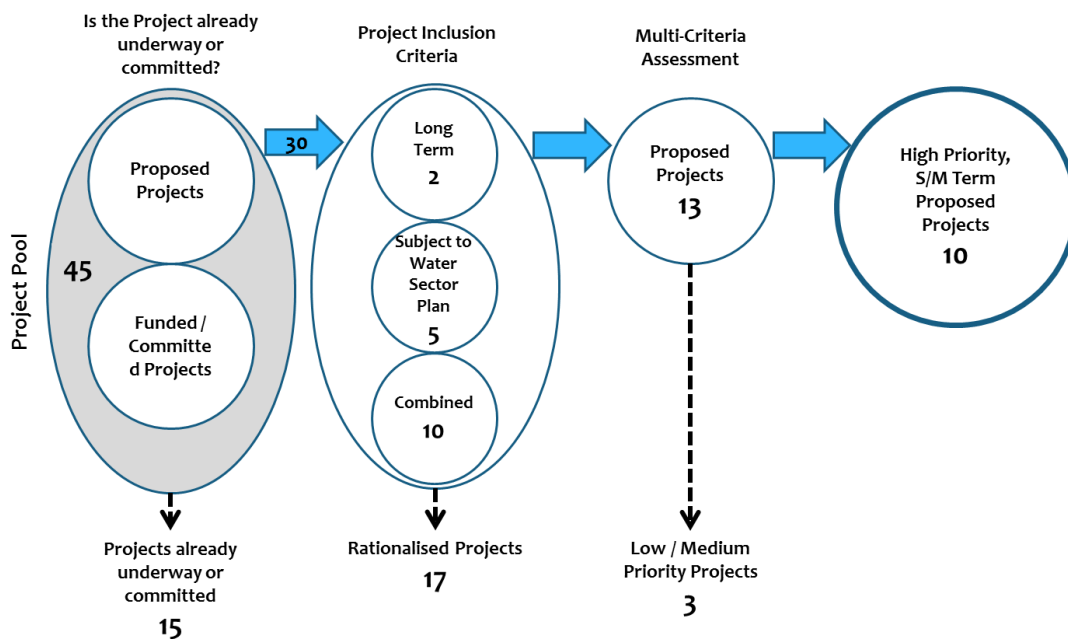 Is the Project already
underway or
committed?
Project Inclusion
Criteria
Multi-Criteria
Assessment
Project Pool
45
Proposed
Projects
Funded /
Committe
d Projects
30
Long
Term
2
Subject to
Water
Sector
Plan
5
Combined
10
Proposed
Projects
13
High Priority,
S/M Term
Proposed
Projects
10
Projects already
underway or
committed
15
Rationalised Projects
17
Low / Medium
Priority Projects
3